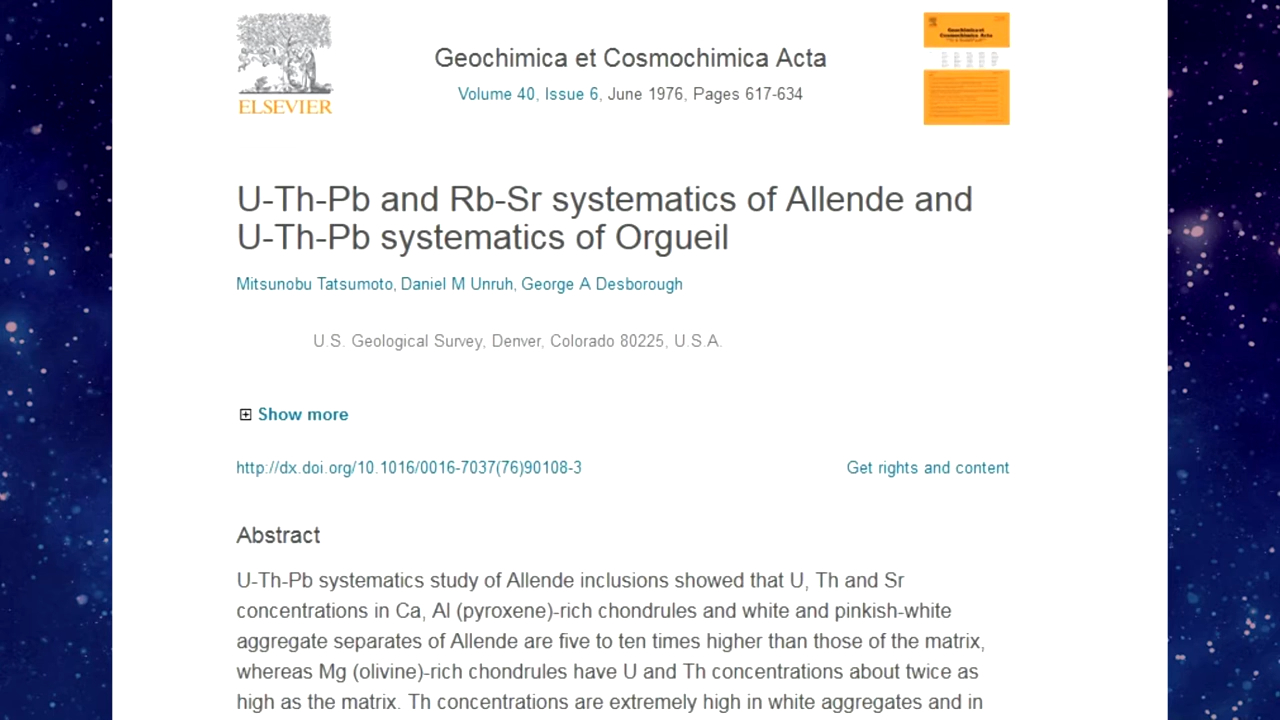 ELSEVIER
Geochimica et Cosmochimica Acta
Volume 40, Issue 6, June 1976, Pages 617-634
Geochimica et
Cosmochimica Acta
U-Th-Pb and Rb-Sr systematics of Allende and
U-Th-Pb systematics of Orgueil
Mitsunobu Tatsumoto, Daniel M Unruh, George A Desborough
U.S. Geological Survey, Denver, Colorado 80225, U.S.A.
Show more
http://dx.doi.org/10.1016/0016-7037(76)90108-3
Get rights and content
Abstract
U-Th-Pb systematics study of Allende inclusions showed that U, Th and Sr
concentrations in Ca, Al (pyroxene)-rich chondrules and white and pinkish-white
aggregate separates of Allende are five to ten times higher than those of the matrix,
whereas Mg (olivine)-rich chondrules have U and Th concentrations about twice as
high as the matrix. Th concentrations are extremely high in white aggregates and in